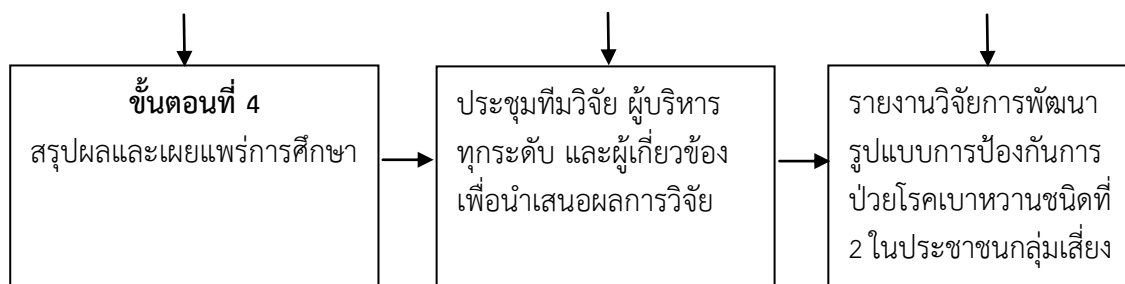 ขั้นตอนที่ 4
สรุปผลและเผยแพร่การศึกษา
ประชุมทีมวิจัย ผู้บริหาร
ทุกระดับ และผู้เกี่ยวข้อง
เพื่อนำเสนอผลการวิจัย
รายงานวิจัยการพัฒนา
รูปแบบการป้องกันการ
ป่วยโรคเบาหวานชนิดที่
2 ในประชาชนกลุ่มเสี่ยง